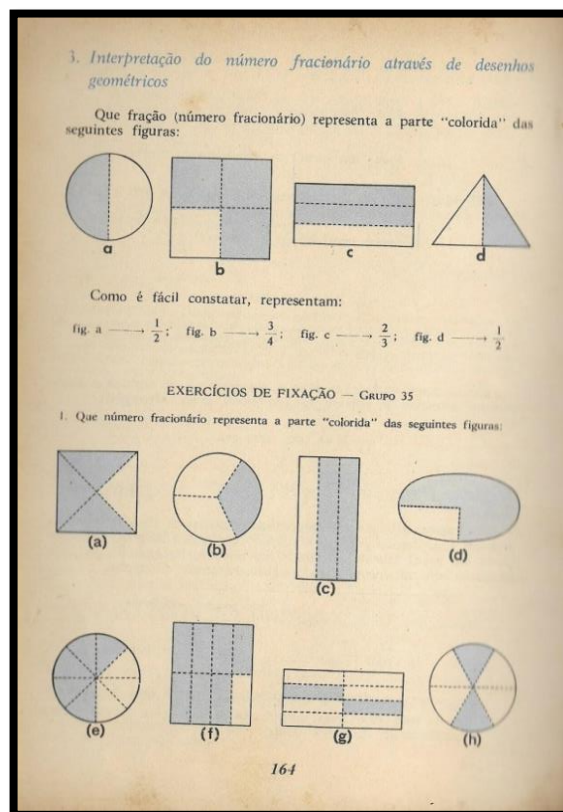 3. Interpretação do número fracionário através de desenhos
geométricos
Que fração (número fracionário) representa a parte "colorida" das
seguintes figuras:
a
b
c
d
Como é fácil constatar, representam:
fig. a → 1/2; fig. b → 3/4; fig. c → 2/3; fig. d → 1/2
EXERCÍCIOS DE FIXAÇÃO — GRUPO 35
1. Que número fracionário representa a parte "colorida" das seguintes figuras:
(a)
(b)
(c)
(d)
(e)
(f)
(g)
(h)
164